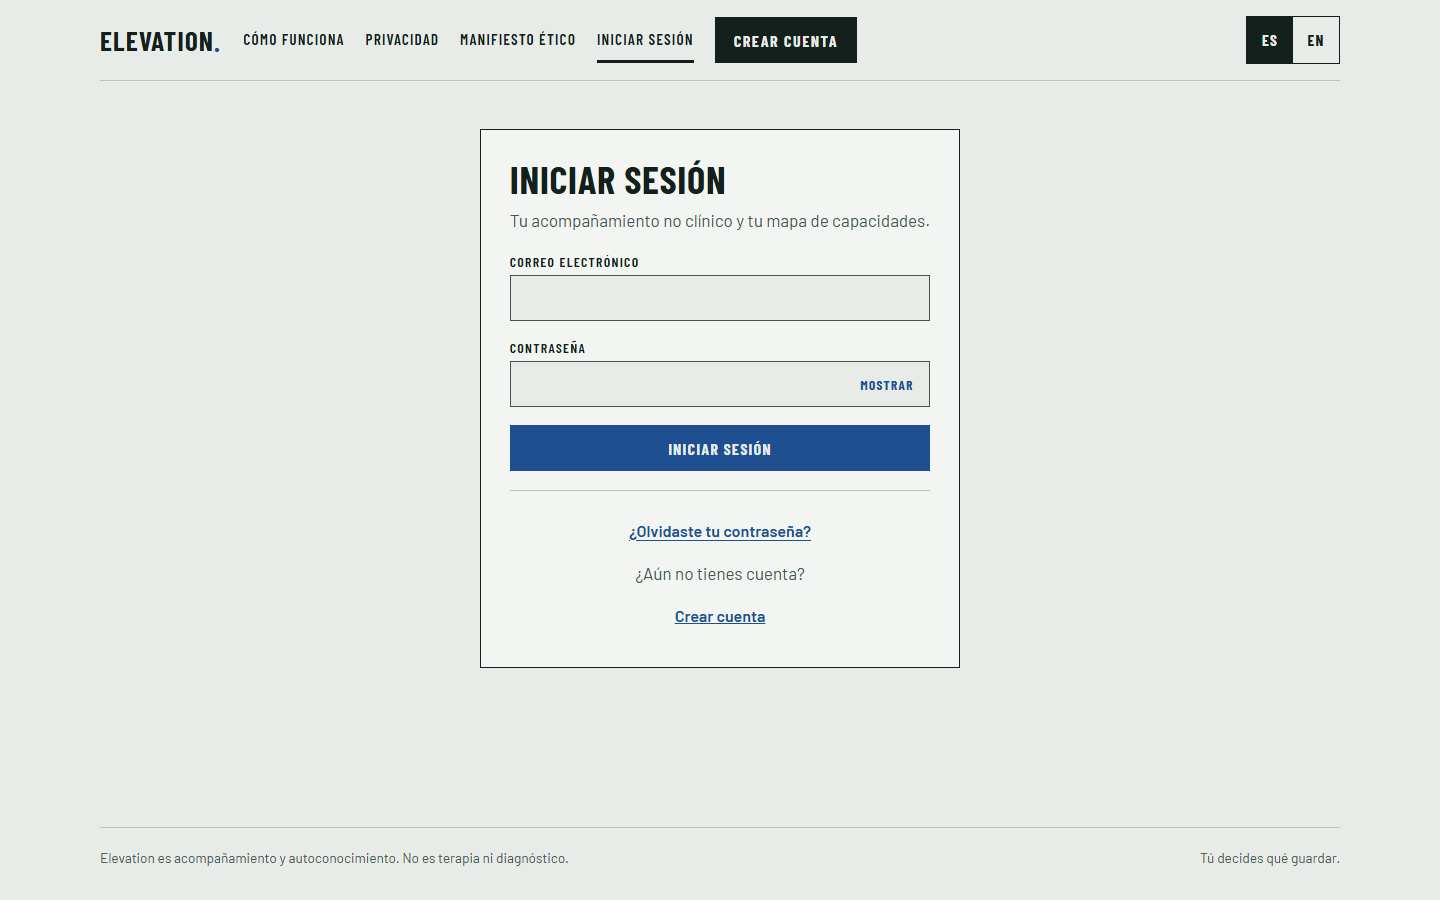 ELEVATION.
CÓMO FUNCIONA
PRIVACIDAD
MANIFIESTO ÉTICO
INICIAR SESIÓN
CREAR CUENTA
ES
EN
INICIAR SESIÓN
Tu acompañamiento no clínico y tu mapa de capacidades.
CORREO ELECTRÓNICO
CONTRASEÑA
MOSTRAR
INICIAR SESIÓN
¿Olvidaste tu contraseña?
¿Aún no tienes cuenta?
Crear cuenta
Elevation es acompañamiento y autoconocimiento. No es terapia ni diagnóstico.
Tú decides qué guardar.